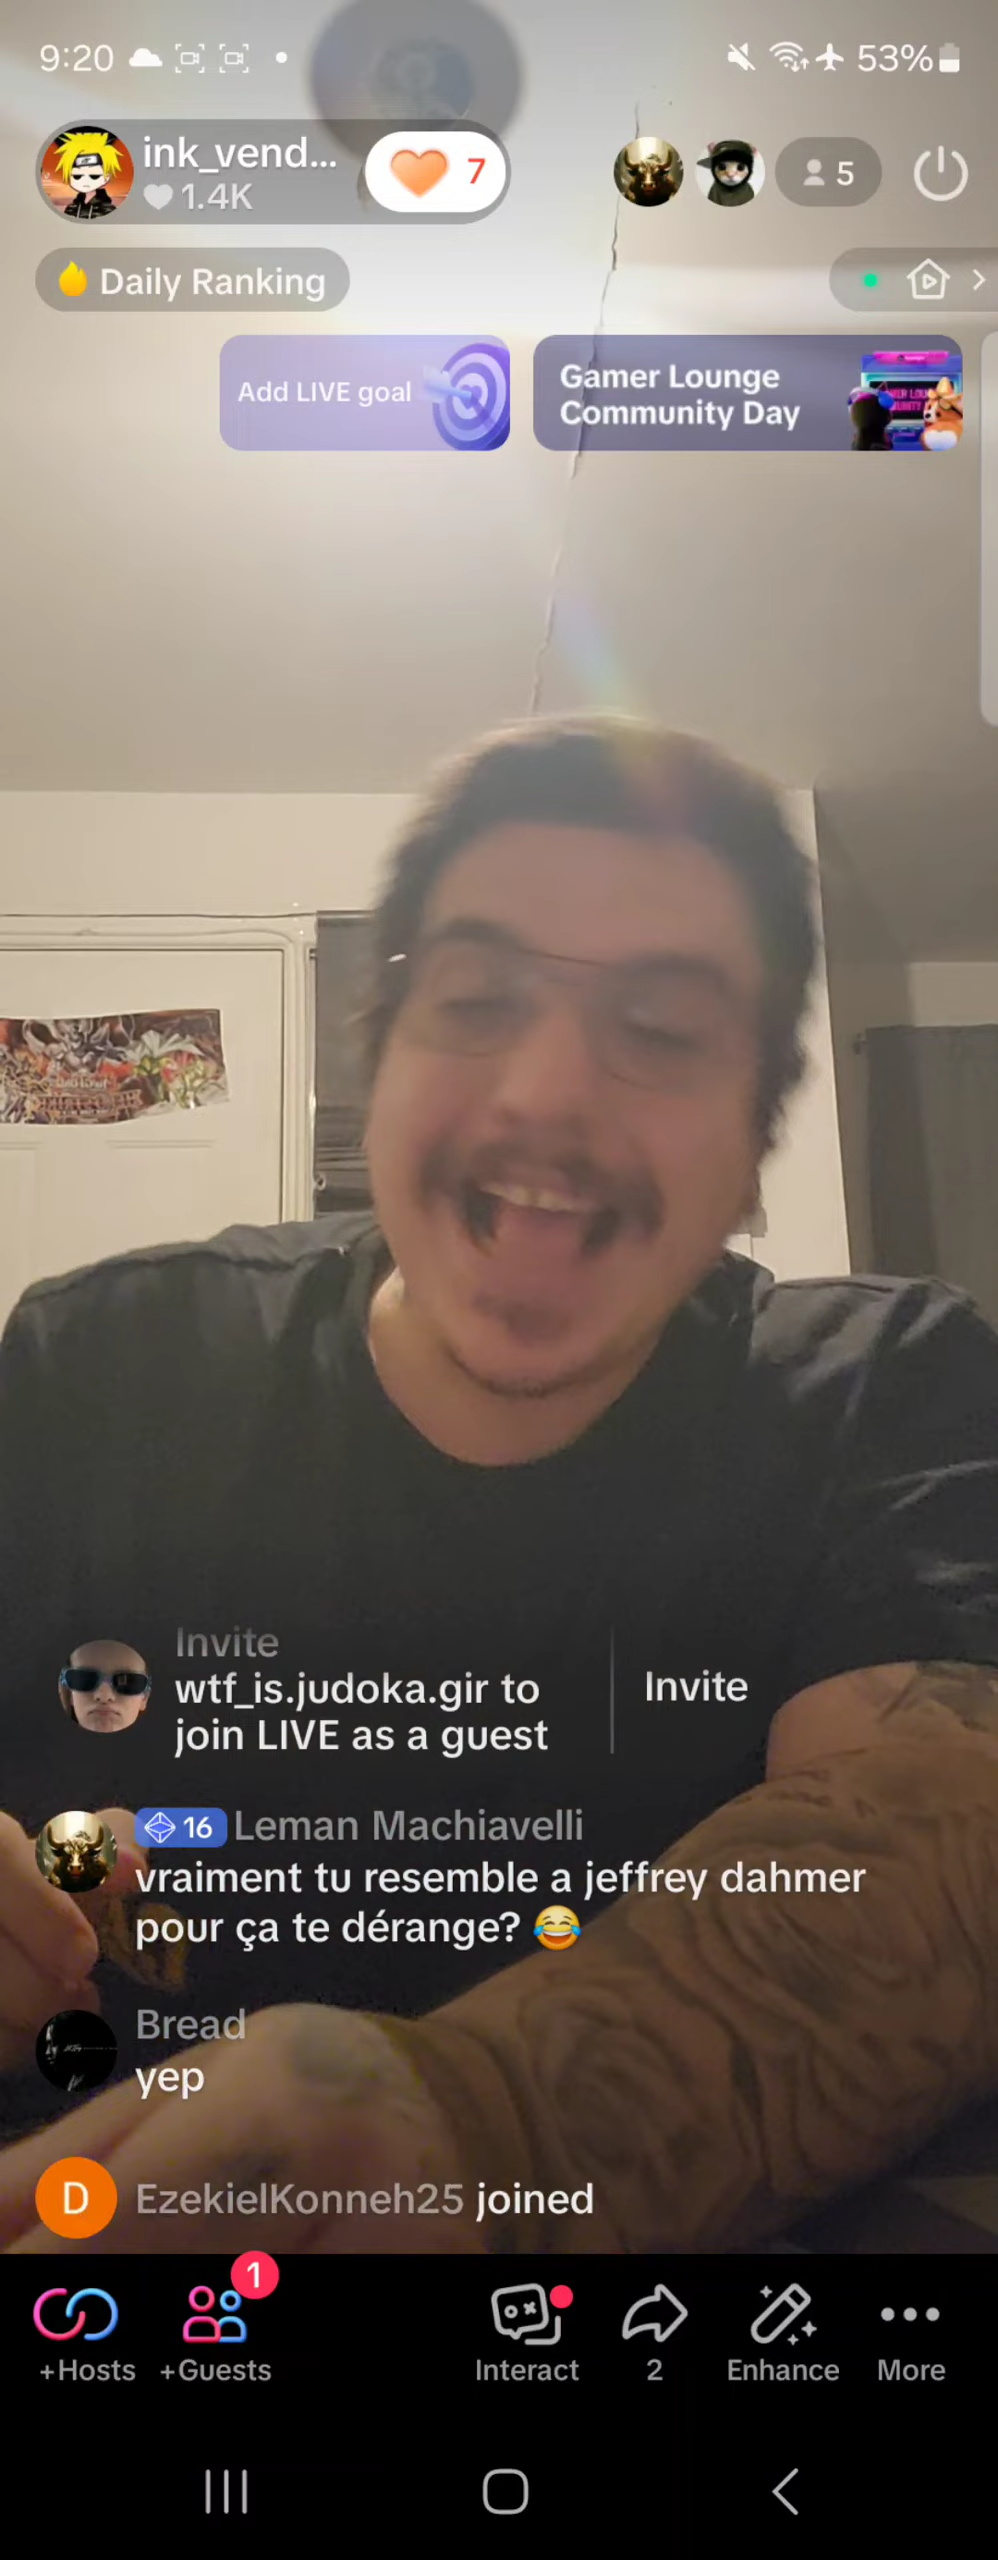 9:20
53%
ink_vend...
1.4K
7
5
Daily Ranking
Add LIVE goal
Gamer Lounge
Community Day
Invite
wtf_is.judoka.gir to
join LIVE as a guest
Invite
16 Leman Machiavelli
vraiment tu resemble a jeffrey dahmer
pour ça te dérange? 😂
Bread
yep
D
EzekielKonneh25 joined
1
+Hosts
+Guests
Interact
2
Enhance
More